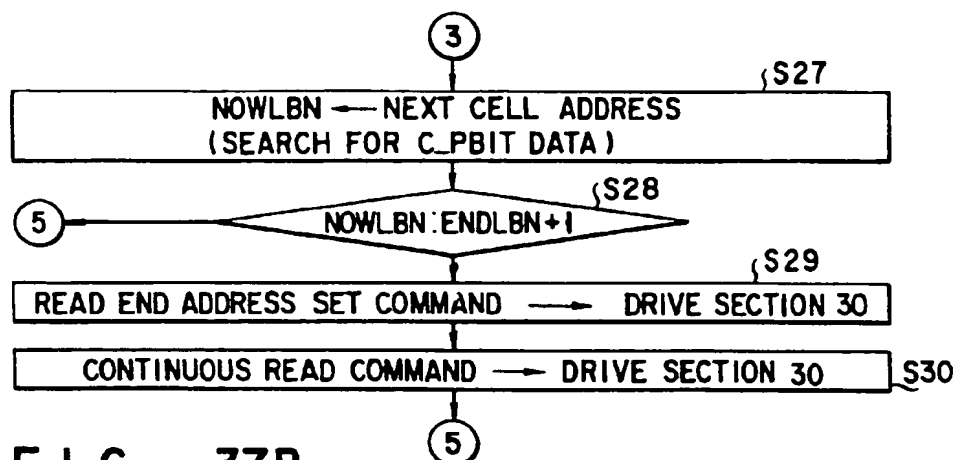 3
S27
NOWLBN ← NEXT CELL ADDRESS
(SEARCH FOR C_PBIT DATA)
S28
5
NOWLBN:ENDLBN+1
S29
READ END ADDRESS SET COMMAND → DRIVE SECTION 30
CONTINUOUS READ COMMAND → DRIVE SECTION 30
S30
5